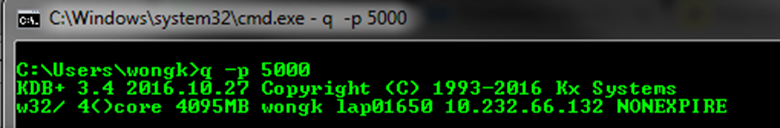 C:\Windows\system32\cmd.exe - q -p 5000
C:\Users\wongk>q -p 5000
KDB+ 3.4 2016.10.27 Copyright (C) 1993-2016 Kx Systems
w32/ 4()core 4095MB wongk lap01650 10.232.66.132 NONEXPIRE